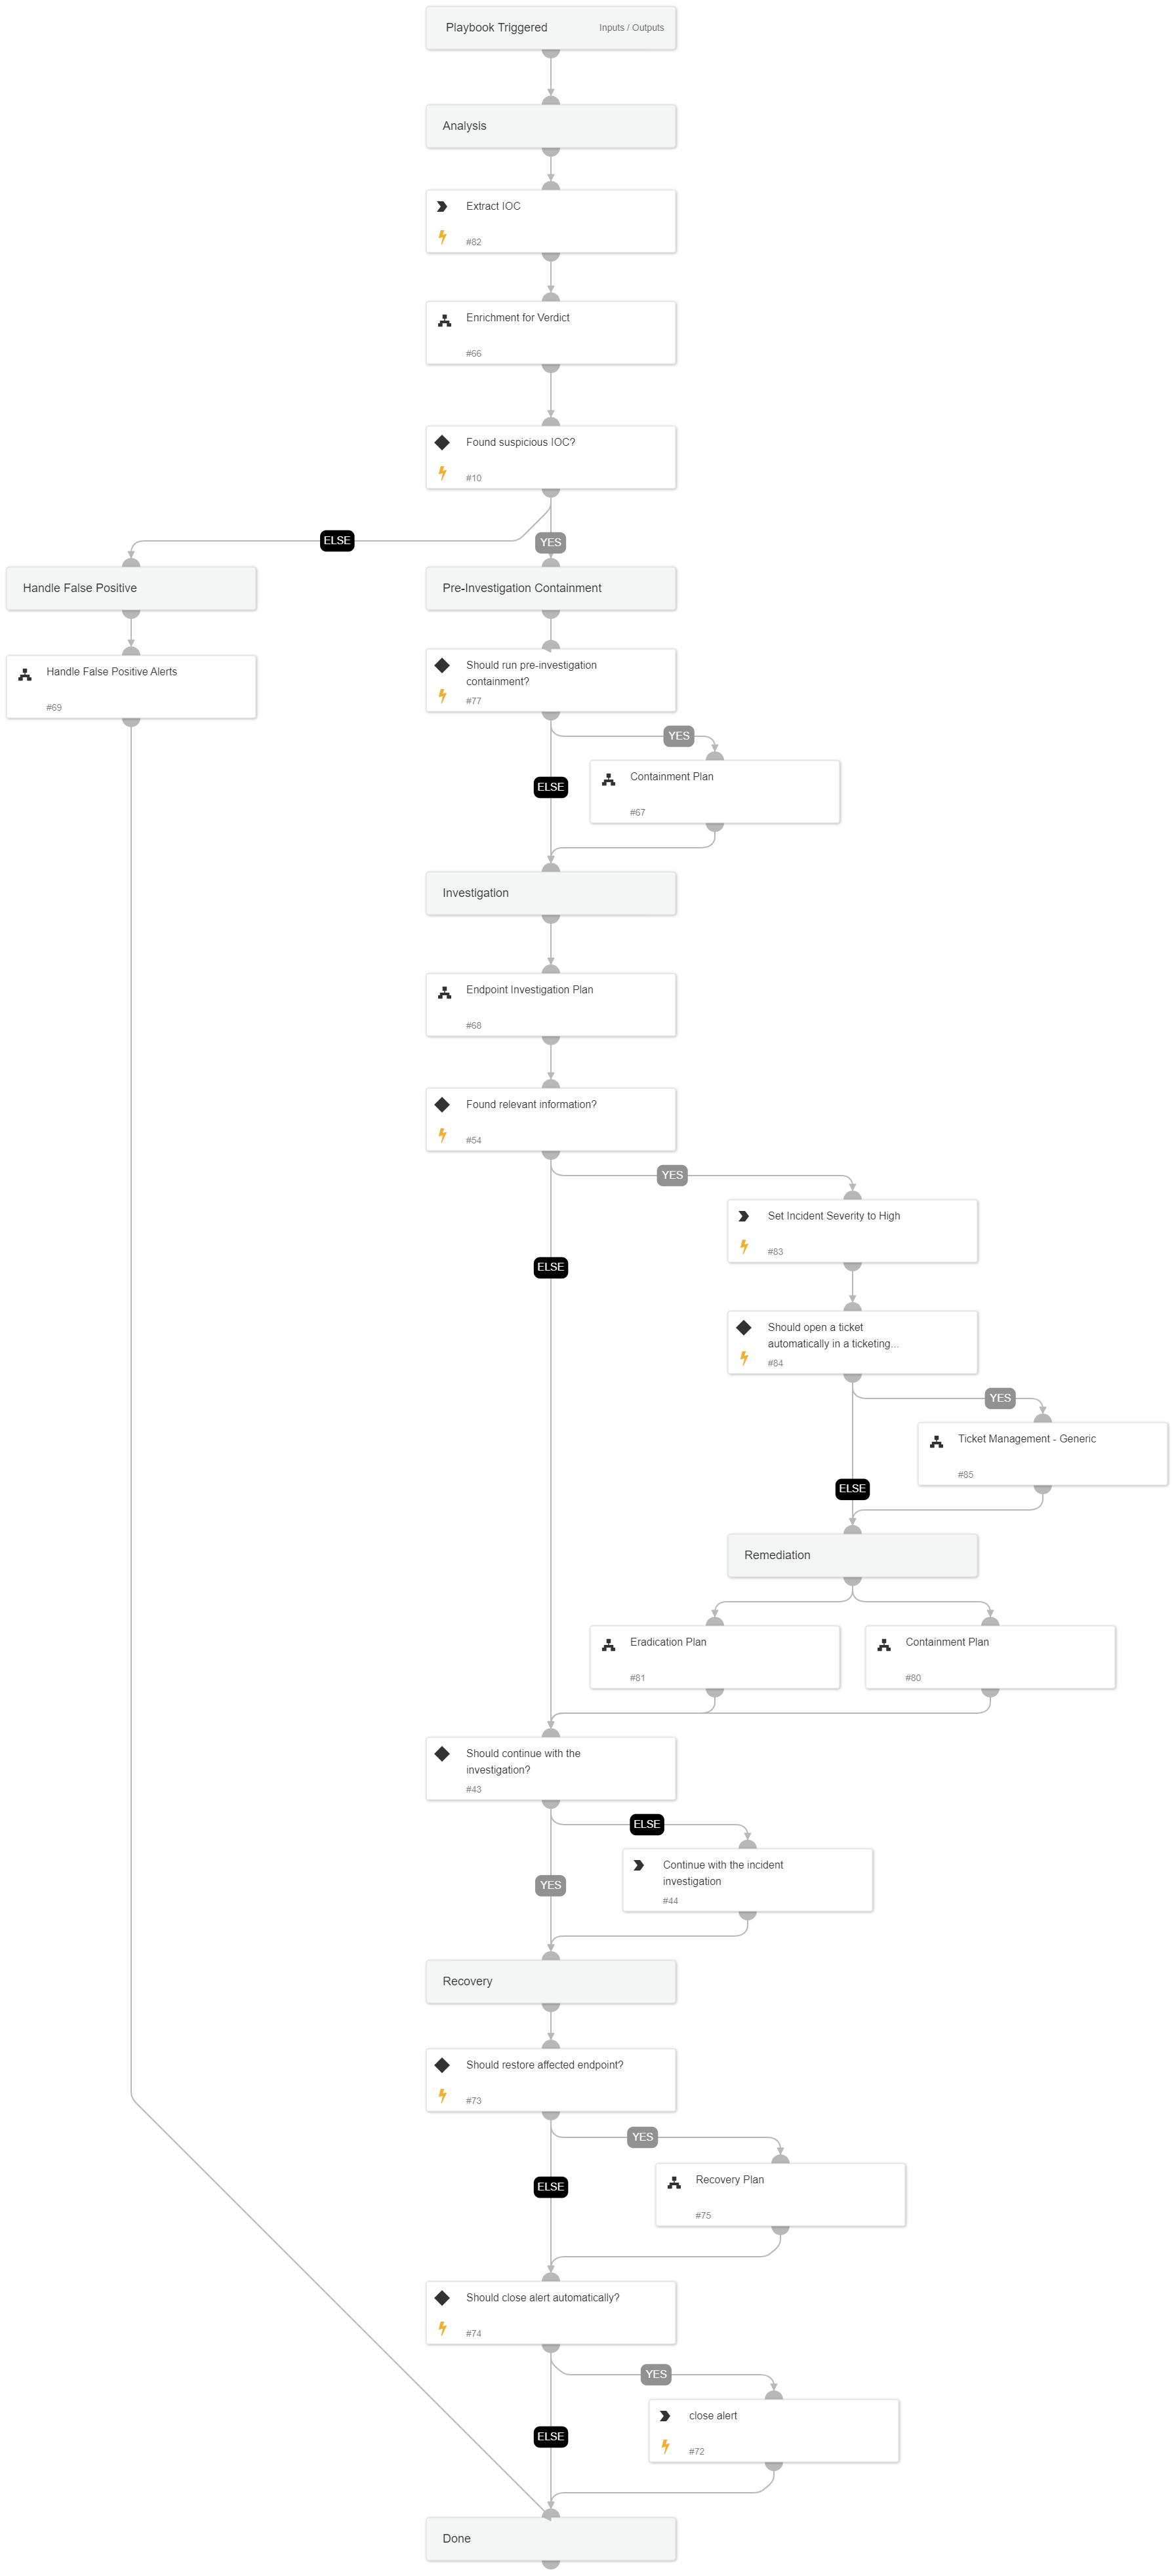 Playbook Triggered
Inputs / Outputs
Analysis
Extract IOC
#82
Enrichment for Verdict
#66
Found suspicious IOC?
#10
ELSE
YES
Handle False Positive
Pre-Investigation Containment
Handle False Positive Alerts
#69
Should run pre-investigation
containment?
#77
YES
Containment Plan
#67
ELSE
Investigation
Endpoint Investigation Plan
#68
Found relevant information?
#54
YES
Set Incident Severity to High
#83
ELSE
Should open a ticket
automatically in a ticketing...
#84
YES
Ticket Management - Generic
#85
ELSE
Remediation
Eradication Plan
#81
Containment Plan
#80
Should continue with the
investigation?
#43
ELSE
Continue with the incident
investigation
#44
YES
Recovery
Should restore affected endpoint?
#73
YES
Recovery Plan
#75
ELSE
Should close alert automatically?
#74
YES
close alert
#72
ELSE
Done